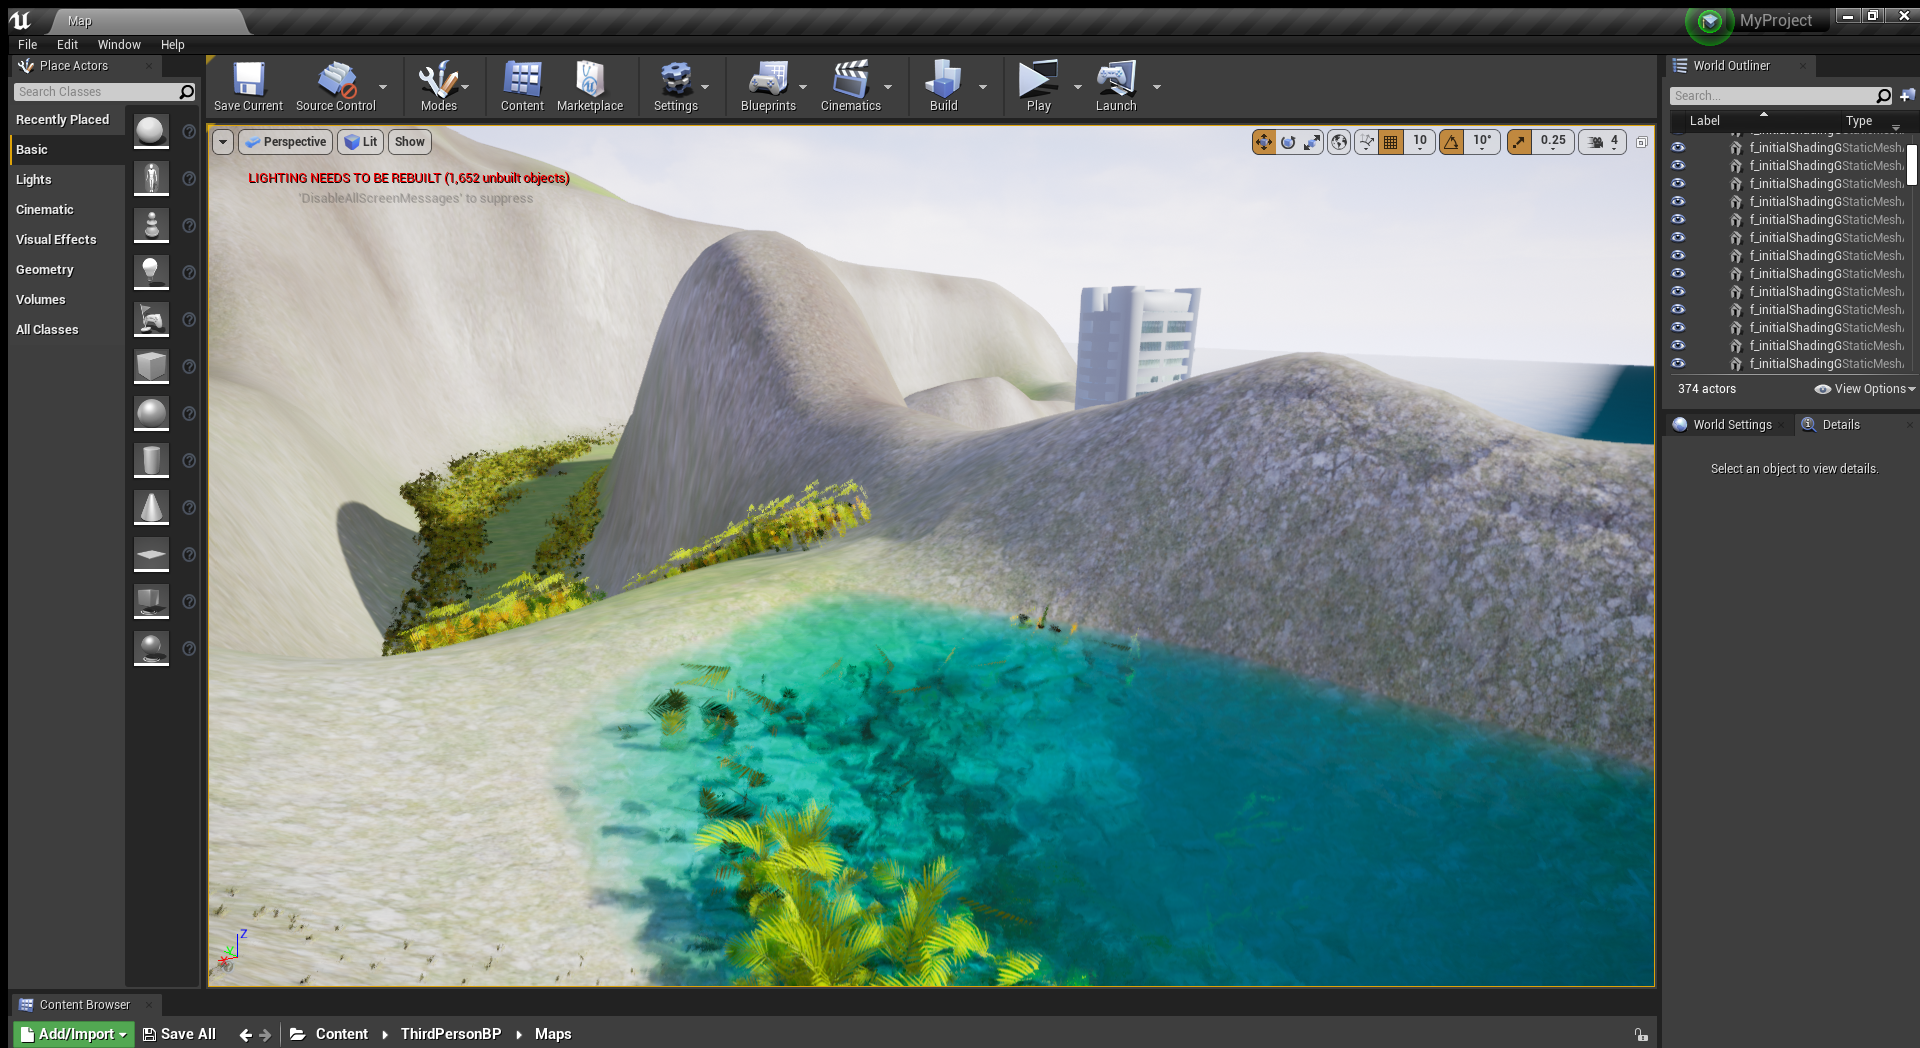 Map
MyProject
File Edit Window Help
Place Actors
Search Classes
Recently Placed
Basic
Lights
Cinematic
Visual Effects
Geometry
Volumes
All Classes
Save Current Source Control Modes Content Marketplace Settings Blueprints Cinematics Build Play Launch
Perspective Lit Show
10 10° 0.25 4
LIGHTING NEEDS TO BE REBUILT (1,652 unbuilt objects)
'DisableAllScreenMessages' to suppress
Z
X
World Outliner
Search...
Label Type
f_initialShadingG StaticMesh
f_initialShadingG StaticMesh
f_initialShadingG StaticMesh
f_initialShadingG StaticMesh
f_initialShadingG StaticMesh
f_initialShadingG StaticMesh
f_initialShadingG StaticMesh
f_initialShadingG StaticMesh
f_initialShadingG StaticMesh
f_initialShadingG StaticMesh
f_initialShadingG StaticMesh
f_initialShadingG StaticMesh
f_initialShadingG StaticMesh
374 actors View Options
World Settings Details
Select an object to view details.
Content Browser
Add/Import Save All Content ThirdPersonBP Maps